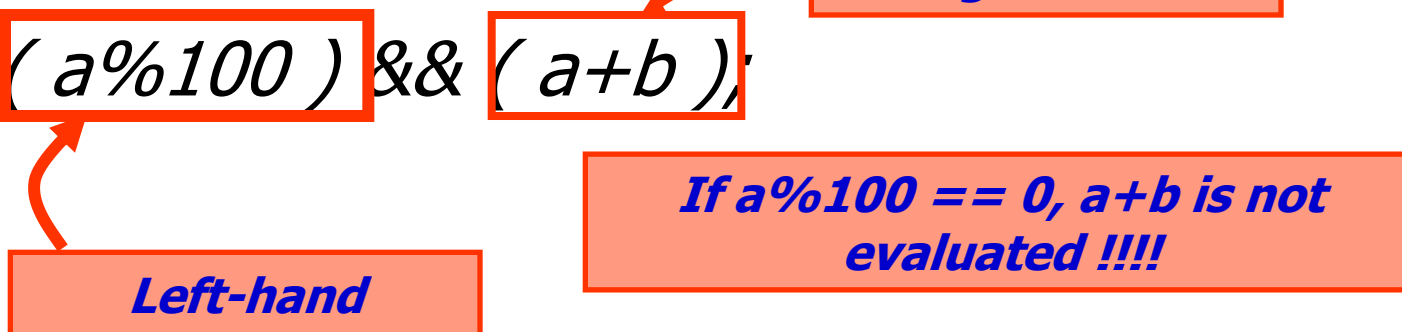 ( a%100 ) && ( a+b );
If a%100 == 0, a+b is not
evaluated !!!!
Left-hand